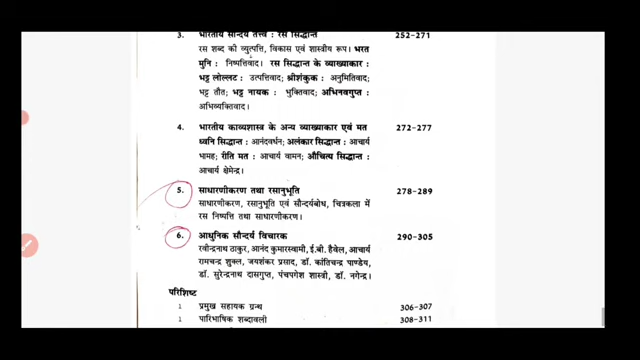 3. भारतीय सौन्दर्य तत्त्व : रस सिद्धान्त 252-271
रस शब्द की व्युत्पत्ति, विकास एवं शास्त्रीय रूप। भरत
मुनि : निष्पत्तिवाद। रस सिद्धान्त के व्याख्याकार :
भट्ट लोल्लट : उत्पत्तिवाद; श्रीशंकुक : अनुमितिवाद;
भट्ट तौत; भट्ट नायक : भुक्तिवाद; अभिनवगुप्त :
अभिव्यक्तिवाद।
4. भारतीय काव्यशास्त्र के अन्य व्याख्याकार एवं मत 272-277
ध्वनि सिद्धान्त : आनंदवर्धन; अलंकार सिद्धान्त : आचार्य
भामह; रीति मत : आचार्य वामन; औचित्य सिद्धान्त :
आचार्य क्षेमेन्द्र।
5. साधारणीकरण तथा रसानुभूति 278-289
साधारणीकरण, रसानुभूति एवं सौन्दर्यबोध, चित्रकला में
रस निष्पत्ति तथा साधारणीकरण।
6. आधुनिक सौन्दर्य विचारक 290-305
रवीन्द्रनाथ ठाकुर, आनंद कुमारस्वामी, ई.बी. हैवेल, आचार्य
रामचन्द्र शुक्ल, जयशंकर प्रसाद, डॉ. कांतिचन्द्र पाण्डेय,
डॉ. सुरेन्द्रनाथ दासगुप्त, पंचपगेश शास्त्री, डॉ. नगेन्द्र।
परिशिष्ट
1 प्रमुख सहायक ग्रन्थ 306-307
1 पारिभाषिक शब्दावली 308-311